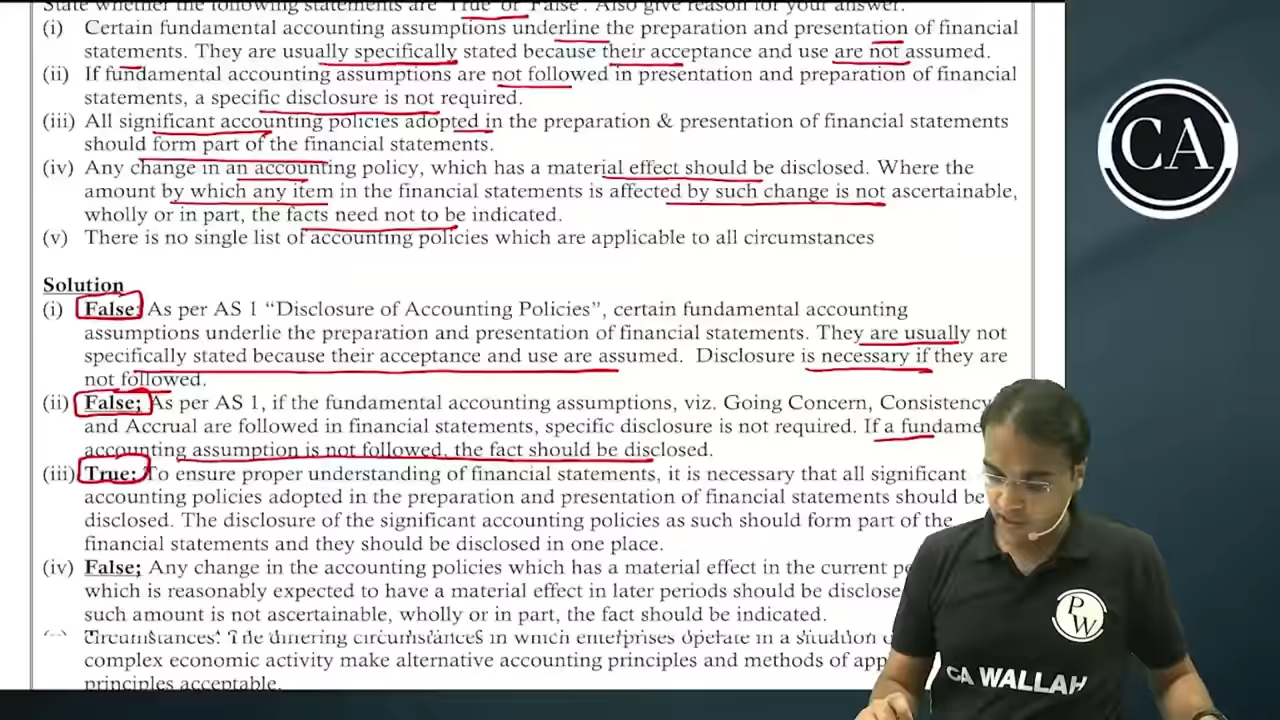 State whether the following statements are 'True' or 'False'. Also give reason for your answer.
(i) Certain fundamental accounting assumptions underline the preparation and presentation of financial
statements. They are usually specifically stated because their acceptance and use are not assumed.
(ii) If fundamental accounting assumptions are not followed in presentation and preparation of financial
statements, a specific disclosure is not required.
(iii) All significant accounting policies adopted in the preparation & presentation of financial statements
should form part of the financial statements.
(iv) Any change in an accounting policy, which has a material effect should be disclosed. Where the
amount by which any item in the financial statements is affected by such change is not ascertainable,
wholly or in part, the facts need not to be indicated.
(v) There is no single list of accounting policies which are applicable to all circumstances
Solution
(i) False: As per AS 1 “Disclosure of Accounting Policies”, certain fundamental accounting
assumptions underlie the preparation and presentation of financial statements. They are usually not
specifically stated because their acceptance and use are assumed. Disclosure is necessary if they are
not followed.
(ii) False; As per AS 1, if the fundamental accounting assumptions, viz. Going Concern, Consistency
and Accrual are followed in financial statements, specific disclosure is not required. If a fundame
accounting assumption is not followed, the fact should be disclosed.
(iii) True: To ensure proper understanding of financial statements, it is necessary that all significant
accounting policies adopted in the preparation and presentation of financial statements should be
disclosed. The disclosure of the significant accounting policies as such should form part of the
financial statements and they should be disclosed in one place.
(iv) False; Any change in the accounting policies which has a material effect in the current pe
which is reasonably expected to have a material effect in later periods should be disclose
such amount is not ascertainable, wholly or in part, the fact should be indicated.
circumstances. The differing circumstances in which enterprises operate in a situation
complex economic activity make alternative accounting principles and methods of app
principles acceptable.
CA
PW
CA WALLAH